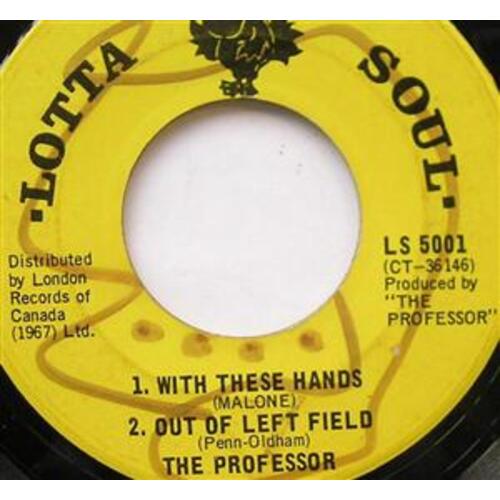 ·LOTTA SOUL·
Distributed
by London
Records of
Canada
(1967) Ltd.
LS 5001
(CT-36146)
Produced by
"THE
PROFESSOR"
1. WITH THESE HANDS
(MALONE)
2. OUT OF LEFT FIELD
(Penn-Oldham)
THE PROFESSOR